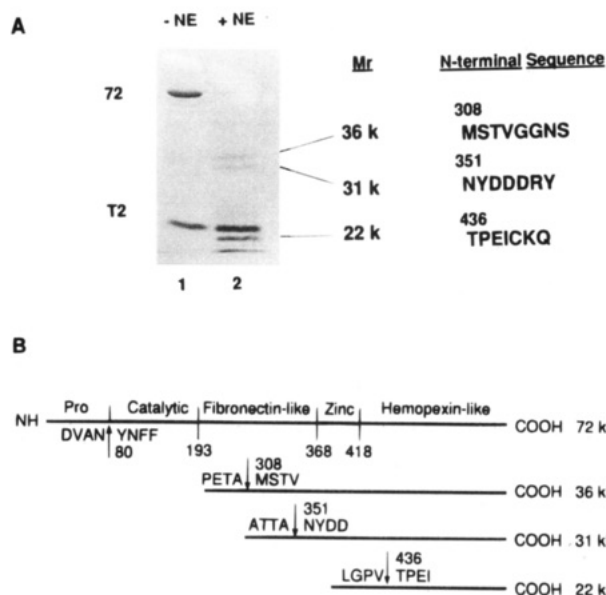 A
- NE + NE
Mr N-terminal Sequence
72
308
36 k MSTVGGNS
351
31 k NYDDDRY
T2
436
22 k TPEICKQ
1 2
B
Pro Catalytic Fibronectin-like Zinc Hemopexin-like
NH COOH 72 k
DVAN YNFF
80 193 368 418
308
PETA MSTV
COOH 36 k
351
ATTA NYDD
COOH 31 k
436
LGPV TPEI
COOH 22 k